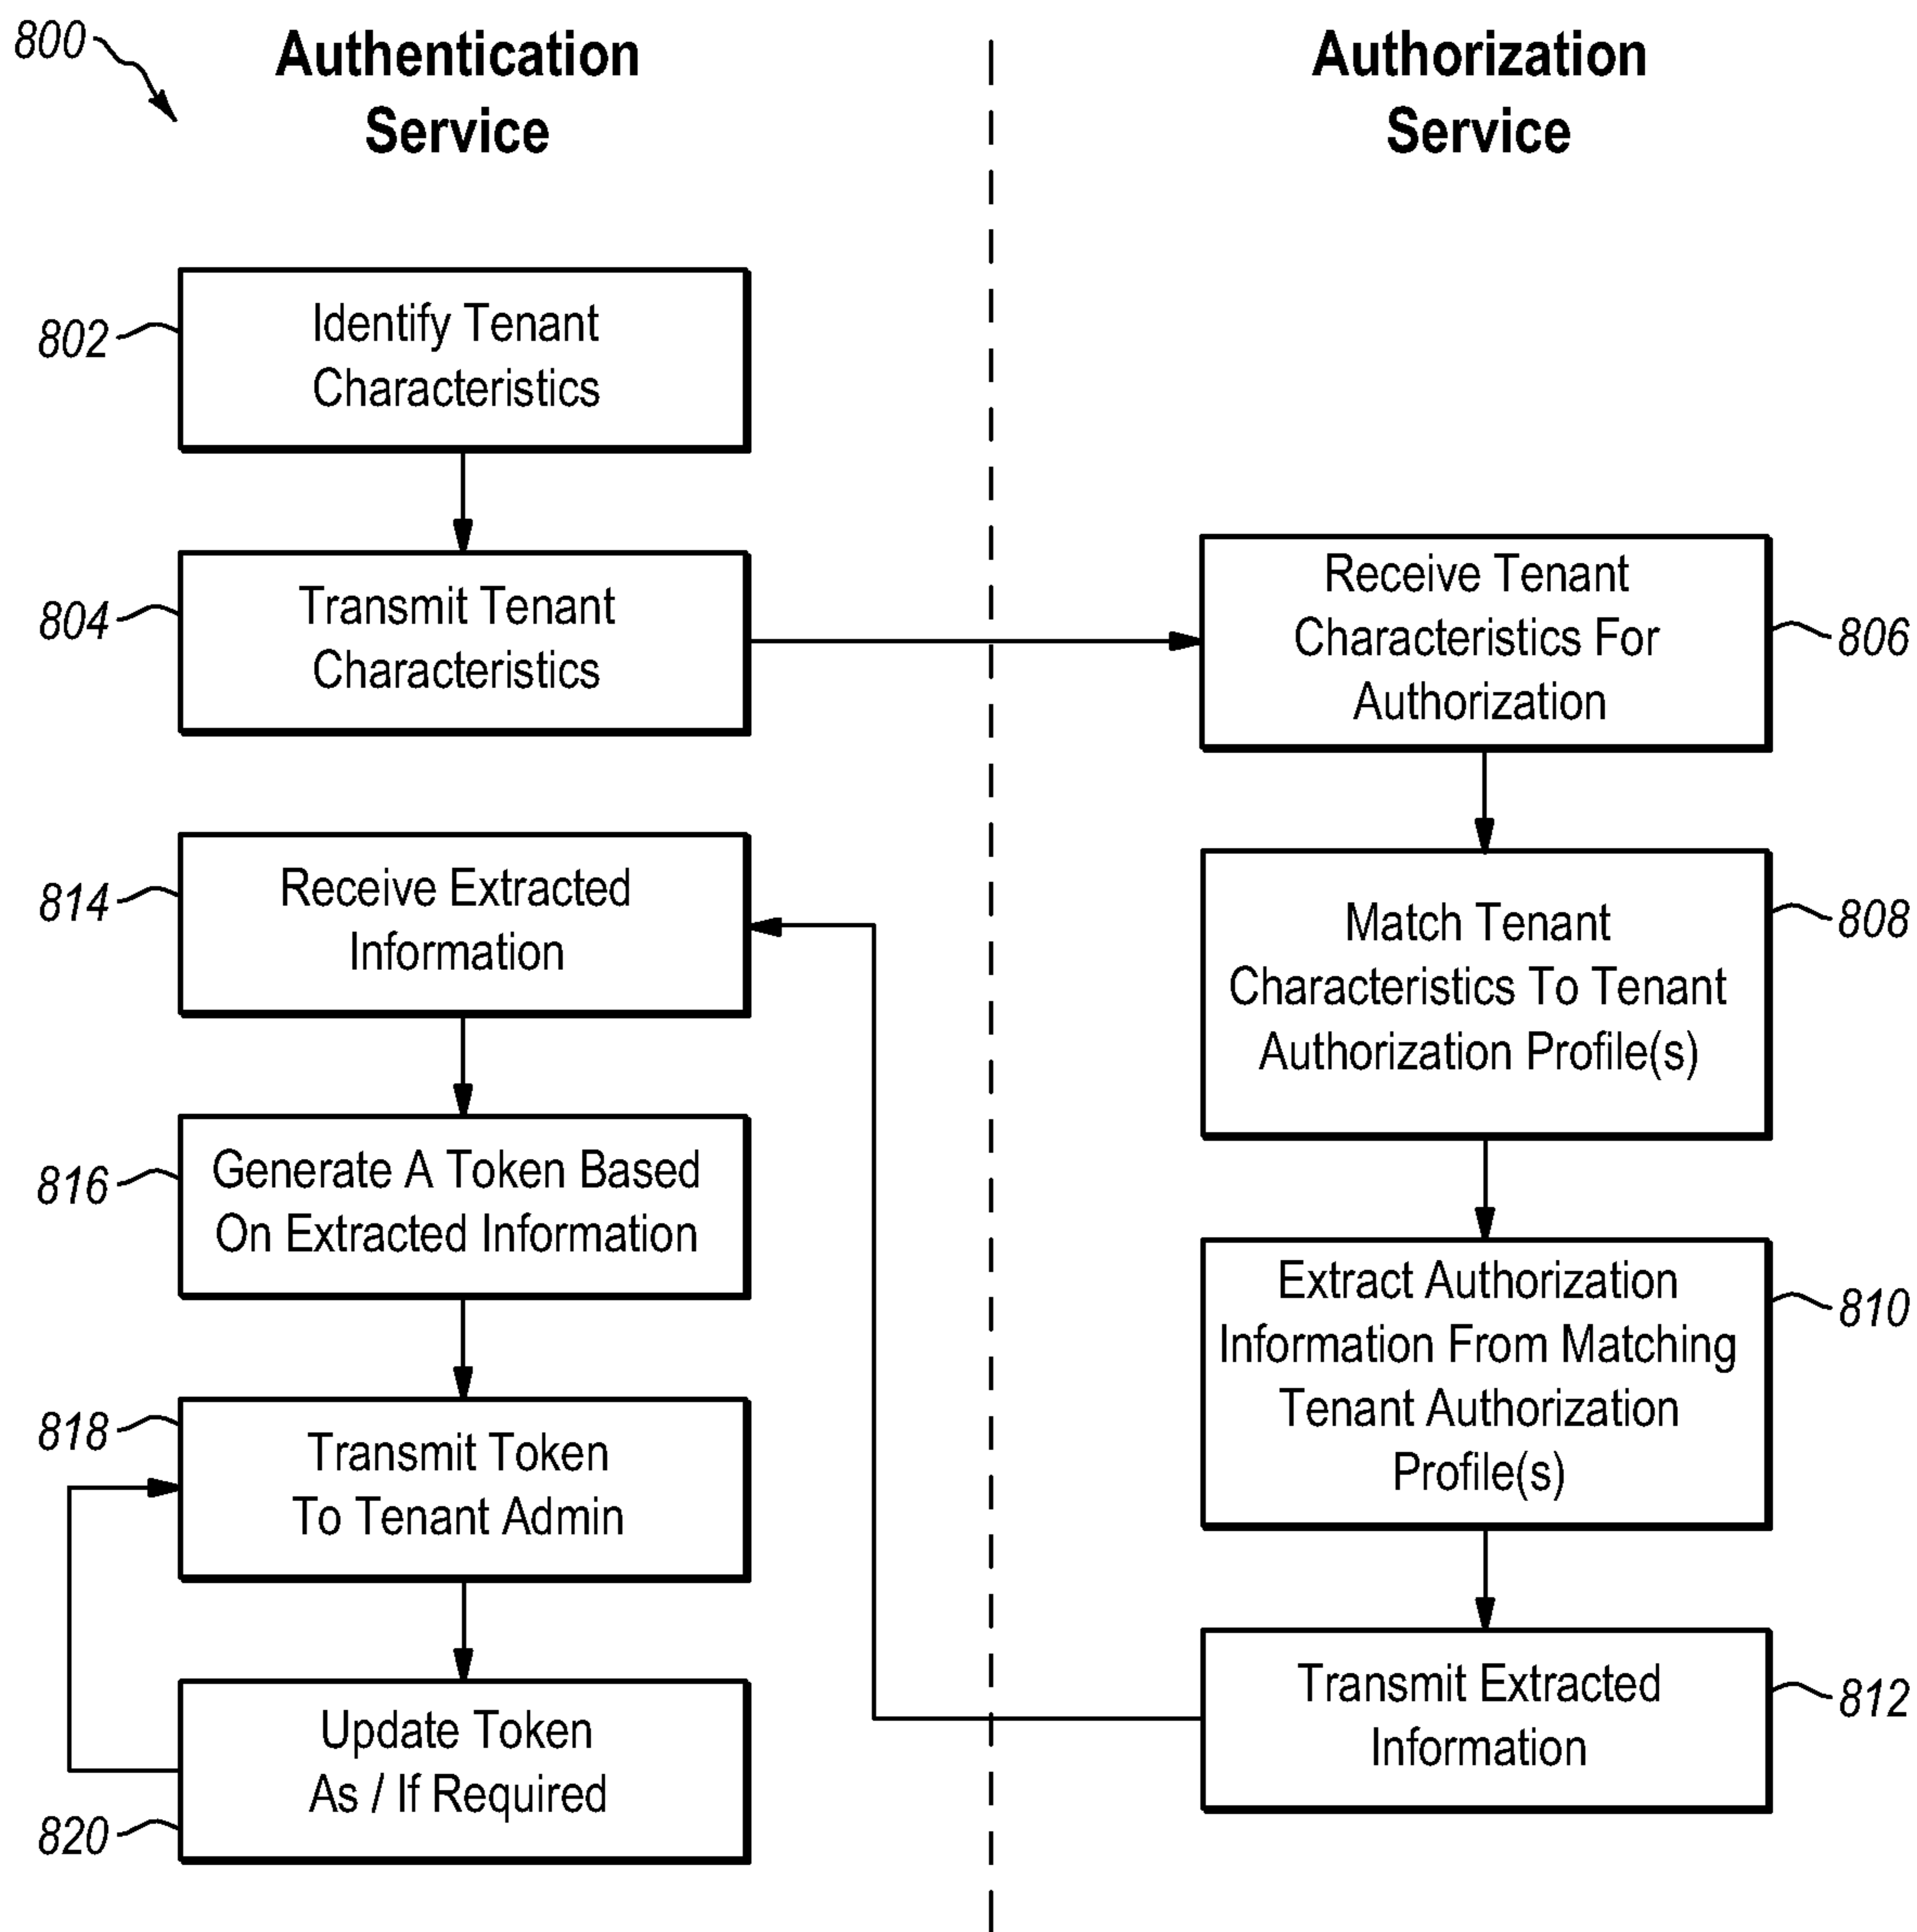 800
Authentication
Service
Authorization
Service
802
Identify Tenant
Characteristics
804
Transmit Tenant
Characteristics
Receive Tenant
Characteristics For
Authorization
806
Match Tenant
Characteristics To Tenant
Authorization Profile(s)
808
Extract Authorization
Information From Matching
Tenant Authorization
Profile(s)
810
Transmit Extracted
Information
812
814
Receive Extracted
Information
816
Generate A Token Based
On Extracted Information
818
Transmit Token
To Tenant Admin
820
Update Token
As / If Required